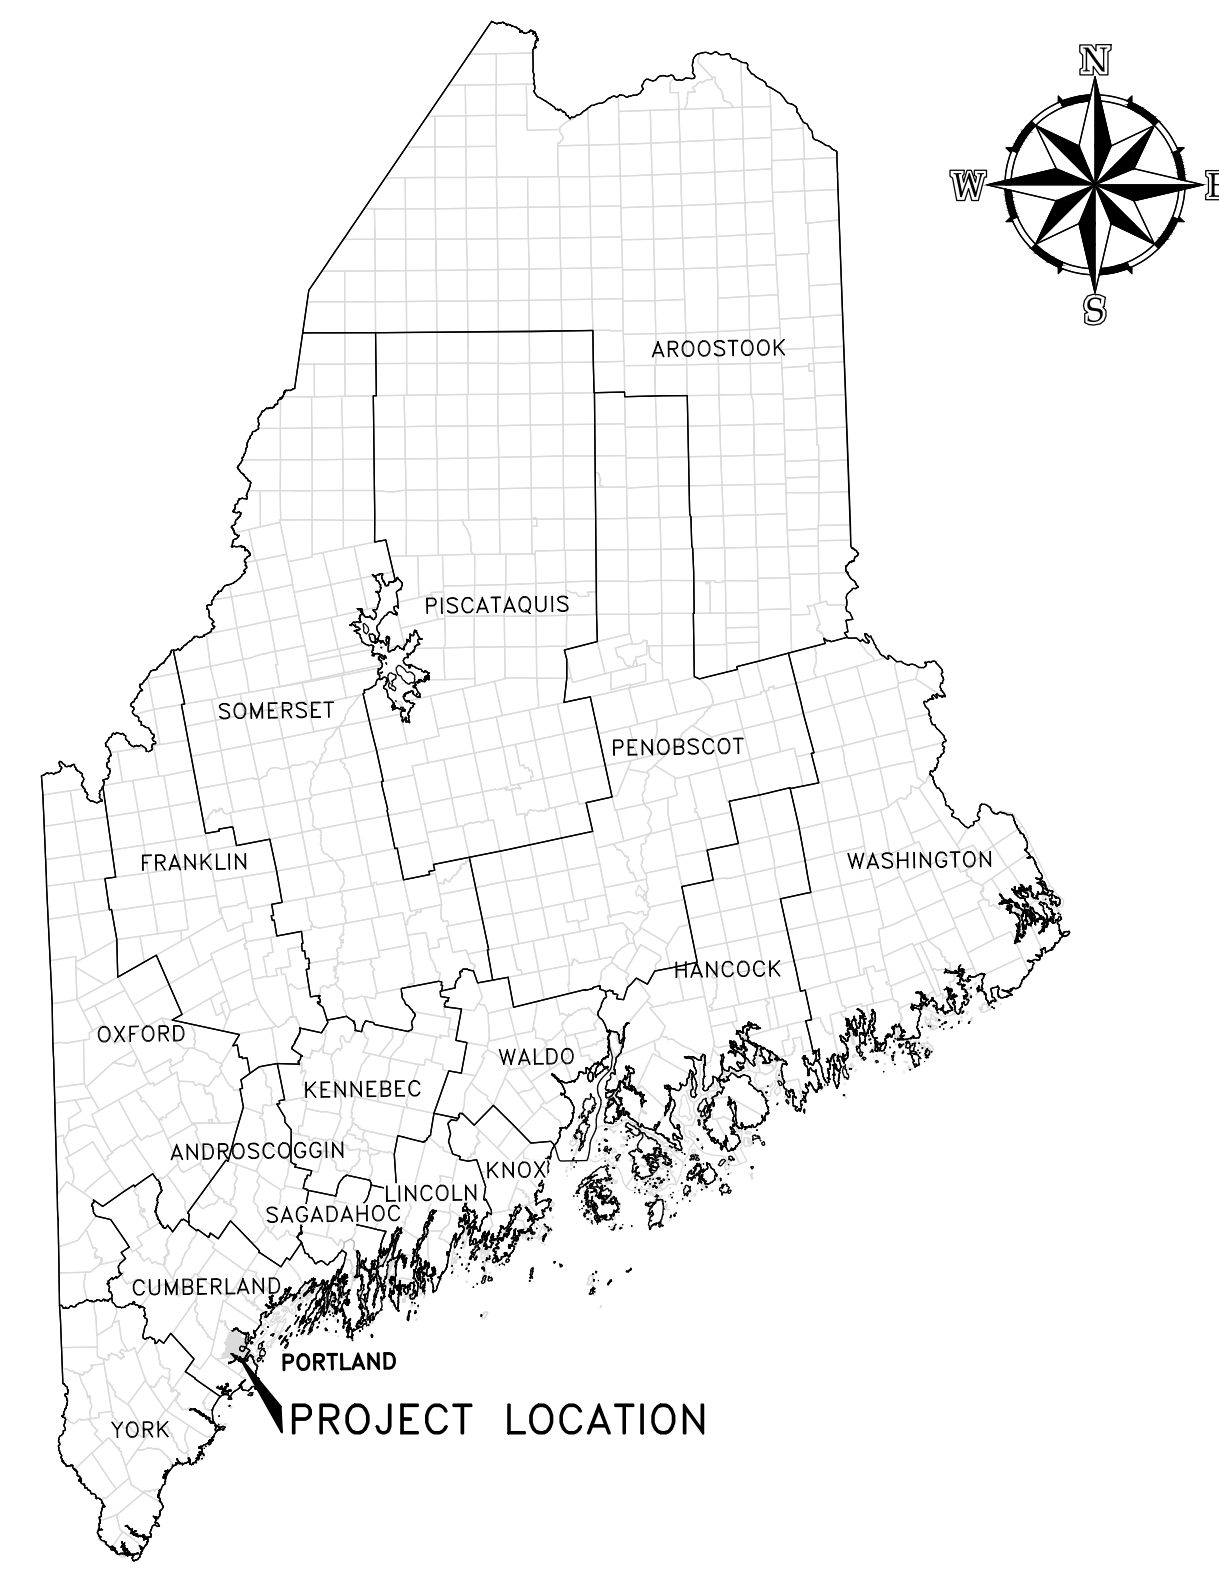 N
W
E
S
AROOSTOOK
PISCATAQUIS
SOMERSET
PENOBSCOT
FRANKLIN
WASHINGTON
HANCOCK
OXFORD
WALDO
KENNEBEC
ANDROSCOGGIN
KNOX
LINCOLN
SAGADAHOC
CUMBERLAND
PORTLAND
PROJECT LOCATION
YORK